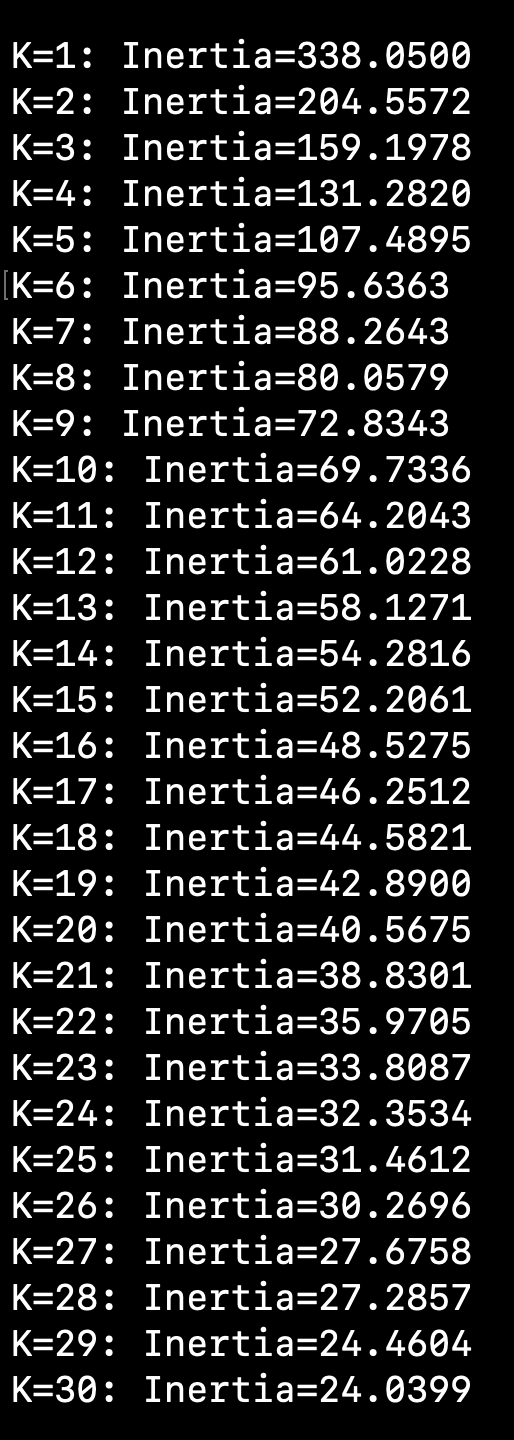 K=1: Inertia=338.0500
K=2: Inertia=204.5572
K=3: Inertia=159.1978
K=4: Inertia=131.2820
K=5: Inertia=107.4895
[K=6: Inertia=95.6363
K=7: Inertia=88.2643
K=8: Inertia=80.0579
K=9: Inertia=72.8343
K=10: Inertia=69.7336
K=11: Inertia=64.2043
K=12: Inertia=61.0228
K=13: Inertia=58.1271
K=14: Inertia=54.2816
K=15: Inertia=52.2061
K=16: Inertia=48.5275
K=17: Inertia=46.2512
K=18: Inertia=44.5821
K=19: Inertia=42.8900
K=20: Inertia=40.5675
K=21: Inertia=38.8301
K=22: Inertia=35.9705
K=23: Inertia=33.8087
K=24: Inertia=32.3534
K=25: Inertia=31.4612
K=26: Inertia=30.2696
K=27: Inertia=27.6758
K=28: Inertia=27.2857
K=29: Inertia=24.4604
K=30: Inertia=24.0399